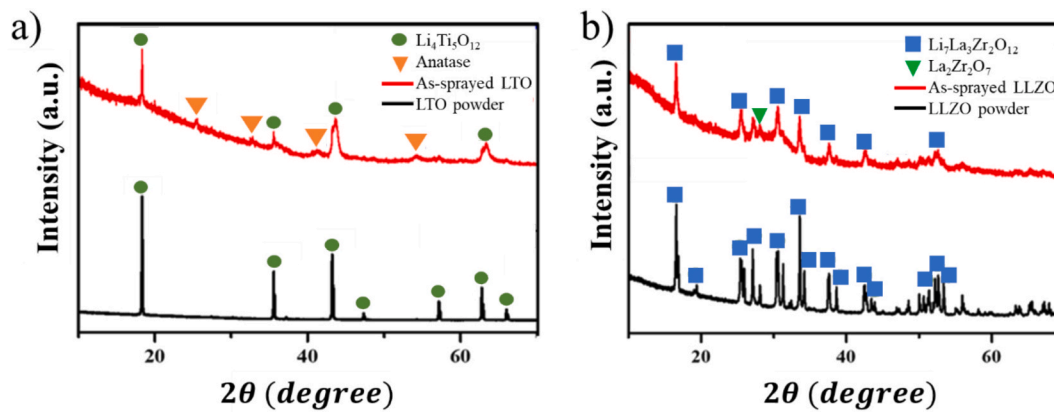 a)
Intensity (a.u.)
Li₄Ti₅O₁₂
Anatase
As-sprayed LTO
LTO powder
20
40
60
2θ (degree)
b)
Intensity (a.u.)
Li₇La₃Zr₂O₁₂
La₂Zr₂O₇
As-sprayed LLZO
LLZO powder
20
40
60
2θ (degree)